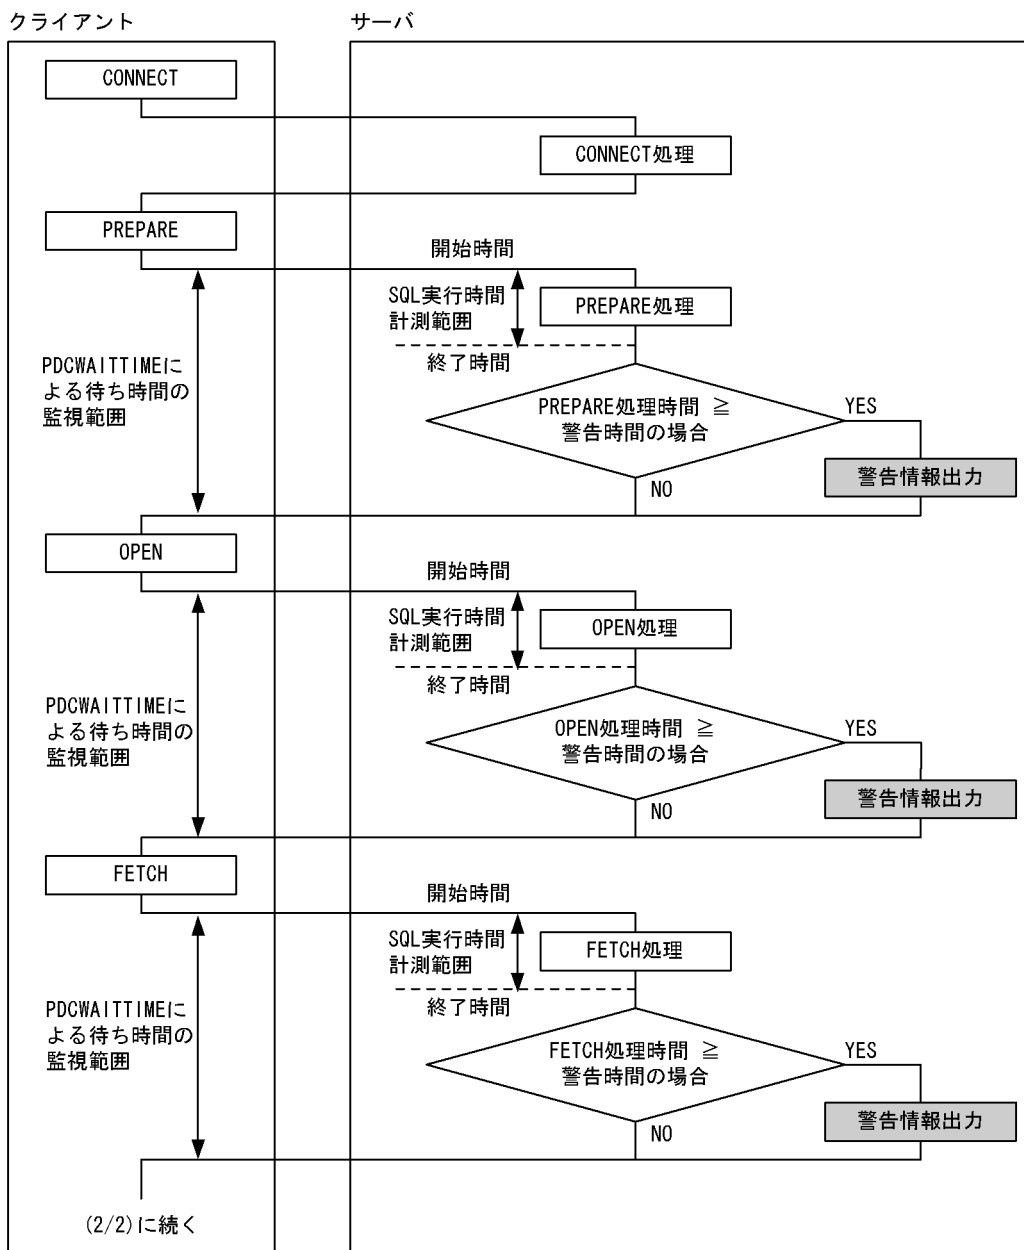 クライアント
サーバ
CONNECT
CONNECT処理
PREPARE
開始時間
SQL実行時間
計測範囲
PREPARE処理
終了時間
PDCWAITTIMEに
よる待ち時間の
監視範囲
PREPARE処理時間 ≧
警告時間の場合
YES
警告情報出力
NO
OPEN
開始時間
SQL実行時間
計測範囲
OPEN処理
終了時間
PDCWAITTIMEに
よる待ち時間の
監視範囲
OPEN処理時間 ≧
警告時間の場合
YES
警告情報出力
NO
FETCH
開始時間
SQL実行時間
計測範囲
FETCH処理
終了時間
PDCWAITTIMEに
よる待ち時間の
監視範囲
FETCH処理時間 ≧
警告時間の場合
YES
警告情報出力
NO
(2/2)に続く